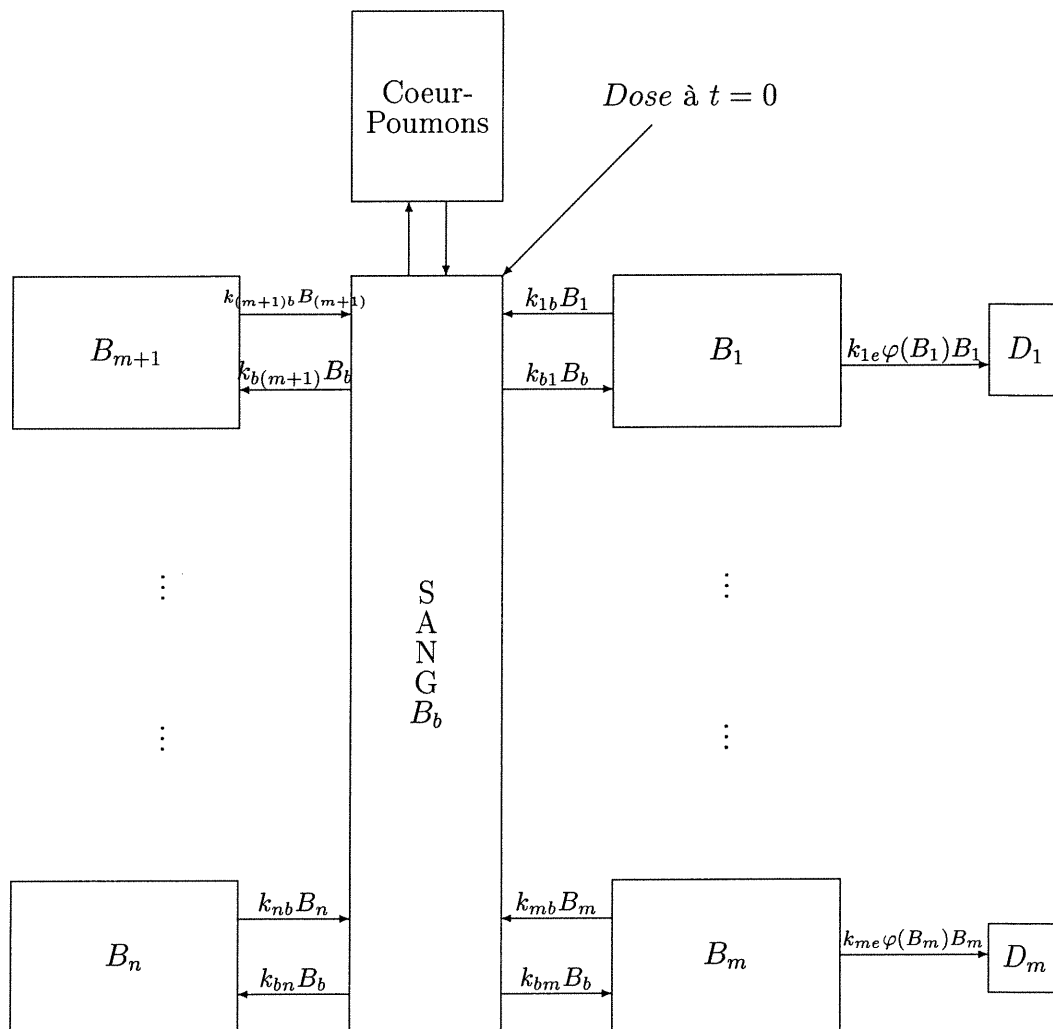 Coeur-
Poumons
Dose à t = 0
k_{(m+1)b}B_{(m+1)}
B_{m+1}
k_{b(m+1)}B_b
k_{1b}B_1
B_1
k_{b1}B_b
k_{1e}φ(B_1)B_1
D_1
⋮
⋮
S
A
N
G
B_b
⋮
⋮
k_{nb}B_n
B_n
k_{bn}B_b
k_{mb}B_m
B_m
k_{bm}B_b
k_{me}φ(B_m)B_m
D_m